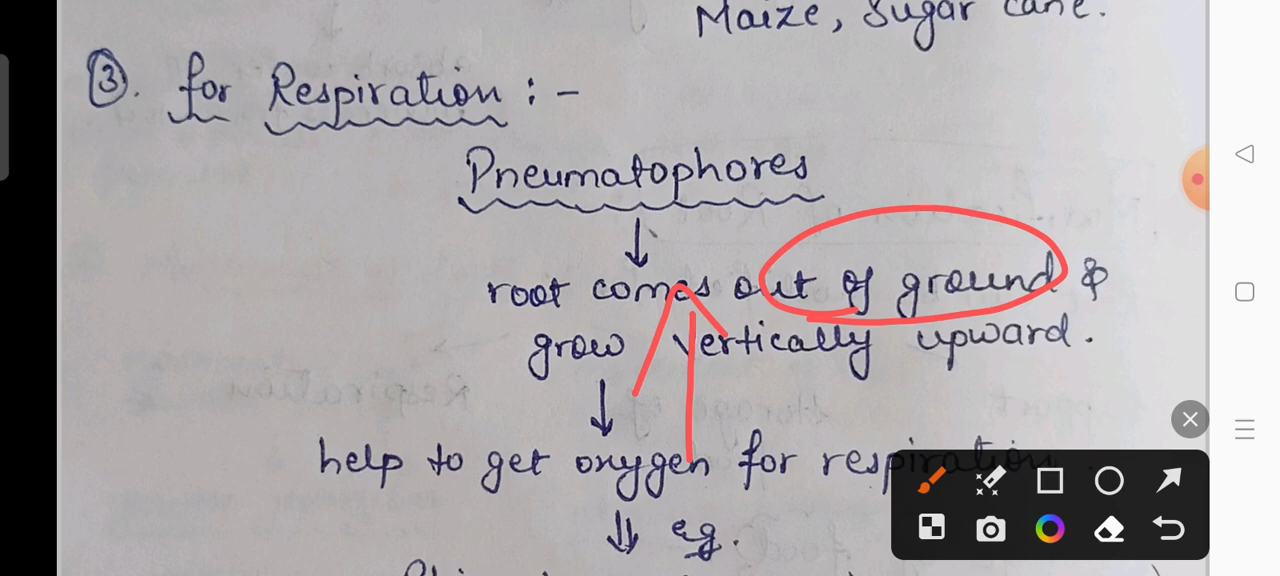 Maize, Sugar cane.
③. for Respiration : -
Pneumatophores
↓
root comes out of ground &
grow vertically upward.
↓
help to get oxygen for respiration
⇓ eg.